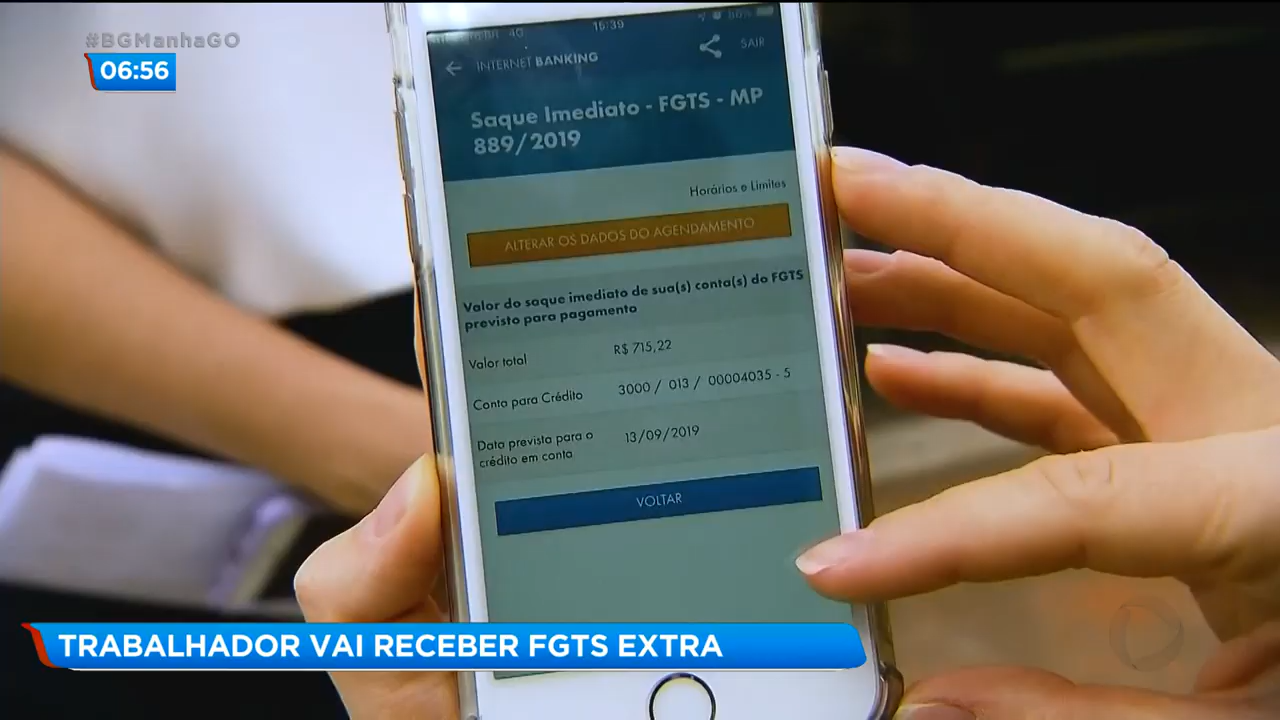 #BGManhaGO
06:56
4G
15:39
86%
INTERNET BANKING
SAIR
Saque Imediato - FGTS - MP
889/2019
Horários e Limites
ALTERAR OS DADOS DO AGENDAMENTO
Valor do saque imediato de sua(s) conta(s) do FGTS
previsto para pagamento
Valor total R$ 715,22
Conta para Crédito 3000 / 013 / 00004035 - 5
Data prevista para o 13/09/2019
crédito em conta
VOLTAR
TRABALHADOR VAI RECEBER FGTS EXTRA